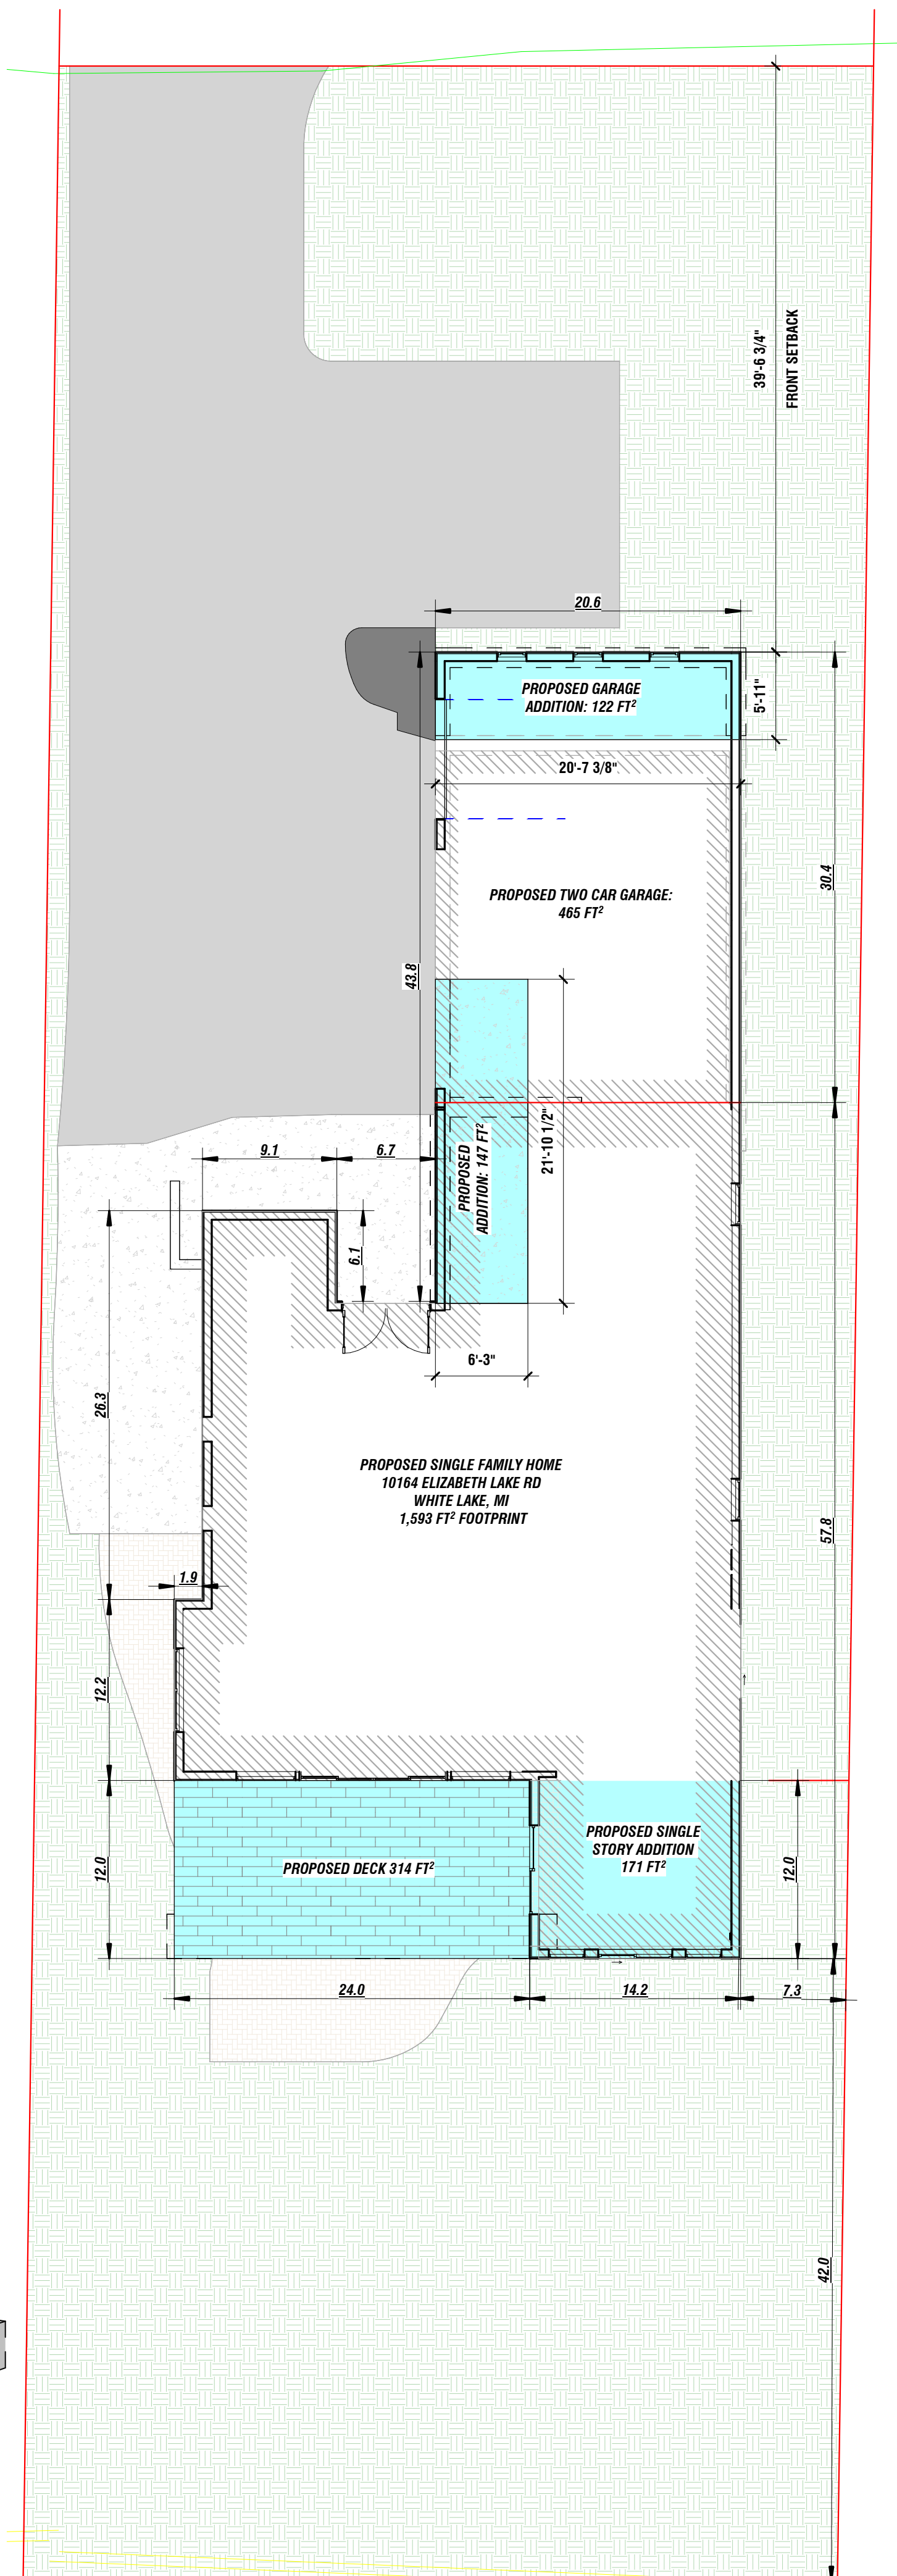 39'-6 3/4"
FRONT SETBACK
20.6
PROPOSED GARAGE
ADDITION: 122 FT²
5'-11"
20'-7 3/8"
30.4
PROPOSED TWO CAR GARAGE:
465 FT²
43.8
PROPOSED
ADDITION: 147 FT²
21'-10 1/2"
9.1
6.7
6.1
6'-3"
26.3
PROPOSED SINGLE FAMILY HOME
10164 ELIZABETH LAKE RD
WHITE LAKE, MI
1,593 FT² FOOTPRINT
57.8
1.9
12.2
PROPOSED SINGLE
STORY ADDITION
171 FT²
PROPOSED DECK 314 FT²
12.0
12.0
24.0
14.2
7.3
42.0